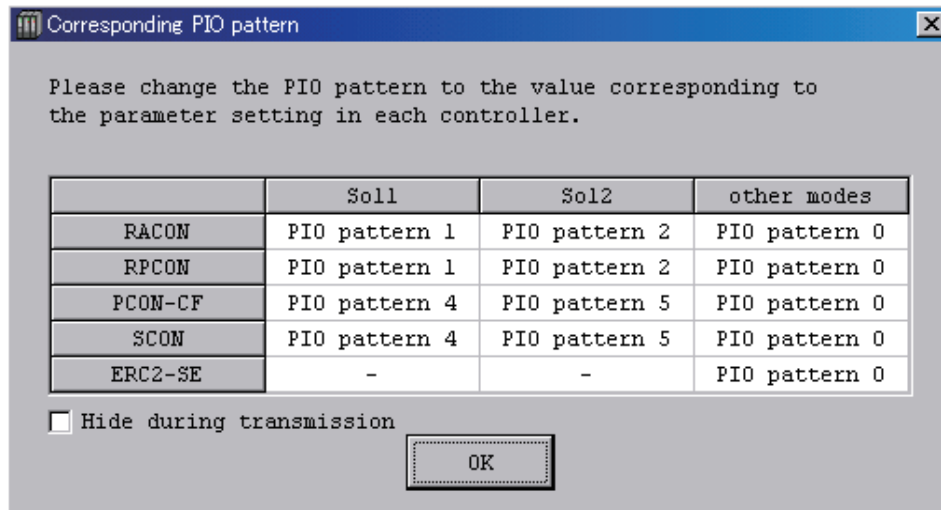 Corresponding PIO pattern
Please change the PIO pattern to the value corresponding to
the parameter setting in each controller.
Sol1 Sol2 other modes
RACON PIO pattern 1 PIO pattern 2 PIO pattern 0
RPCON PIO pattern 1 PIO pattern 2 PIO pattern 0
PCON-CF PIO pattern 4 PIO pattern 5 PIO pattern 0
SCON PIO pattern 4 PIO pattern 5 PIO pattern 0
ERC2-SE - - PIO pattern 0
Hide during transmission
OK